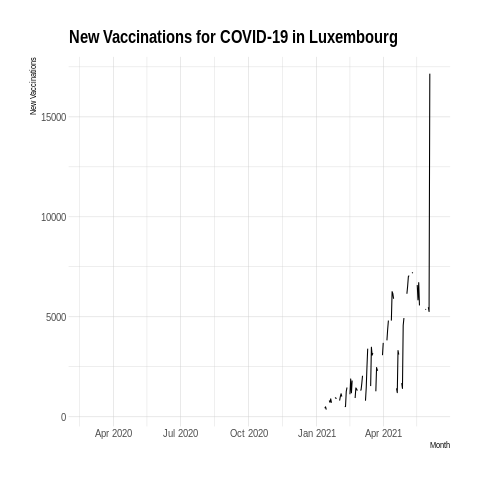 New Vaccinations for COVID-19 in Luxembourg
New Vaccinations
15000
10000
5000
0
Apr 2020 Jul 2020 Oct 2020 Jan 2021 Apr 2021
Month